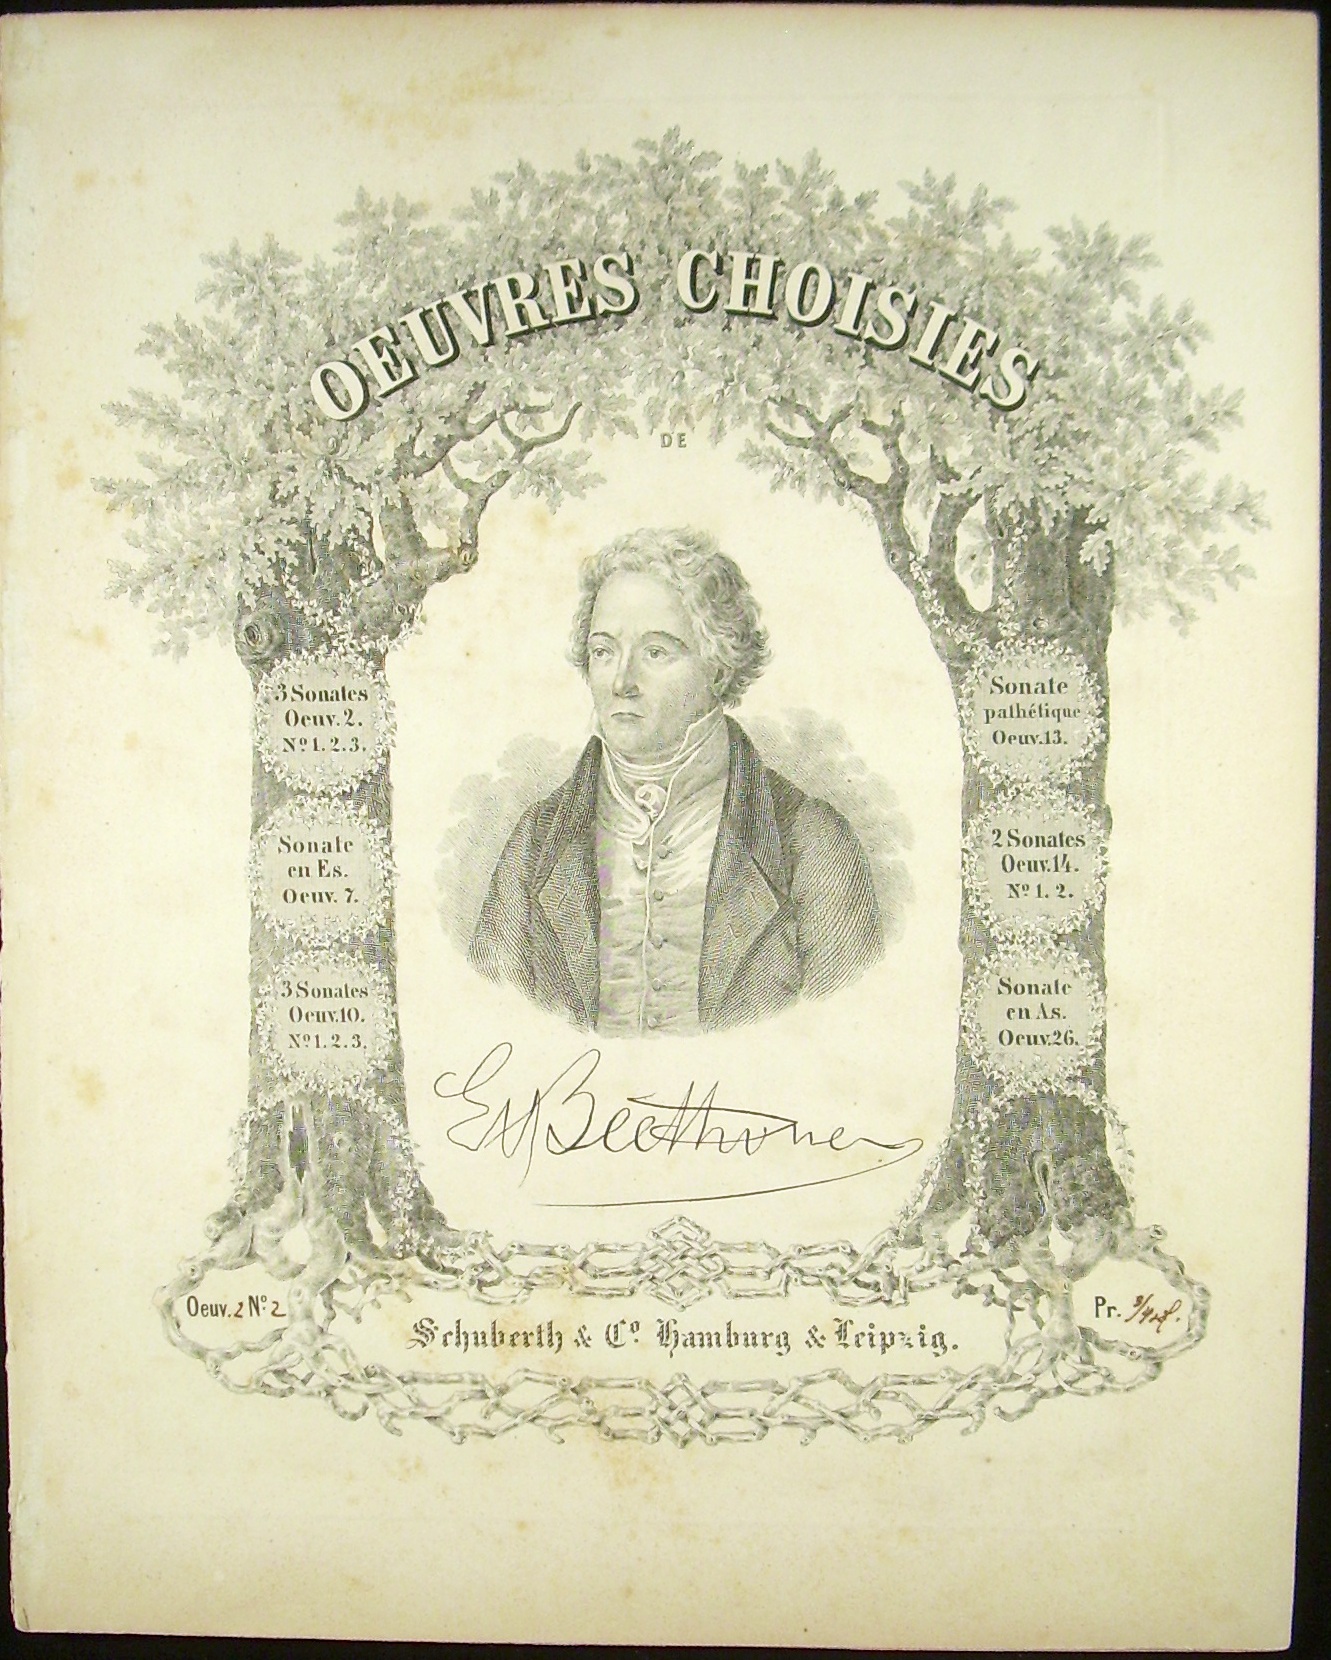 OEUVRES CHOISIES
DE
3 Sonates
Oeuv. 2.
Nº 1. 2. 3.
Sonate
en Es.
Oeuv. 7.
3 Sonates
Oeuv. 10.
Nº 1. 2. 3.
Sonate
pathétique
Oeuv. 13.
2 Sonates
Oeuv. 14.
Nº 1. 2.
Sonate
en As.
Oeuv. 26.
Beethoven
Oeuv. 2 Nº 2
Schuberth & Cº Hamburg & Leipzig.
Pr.